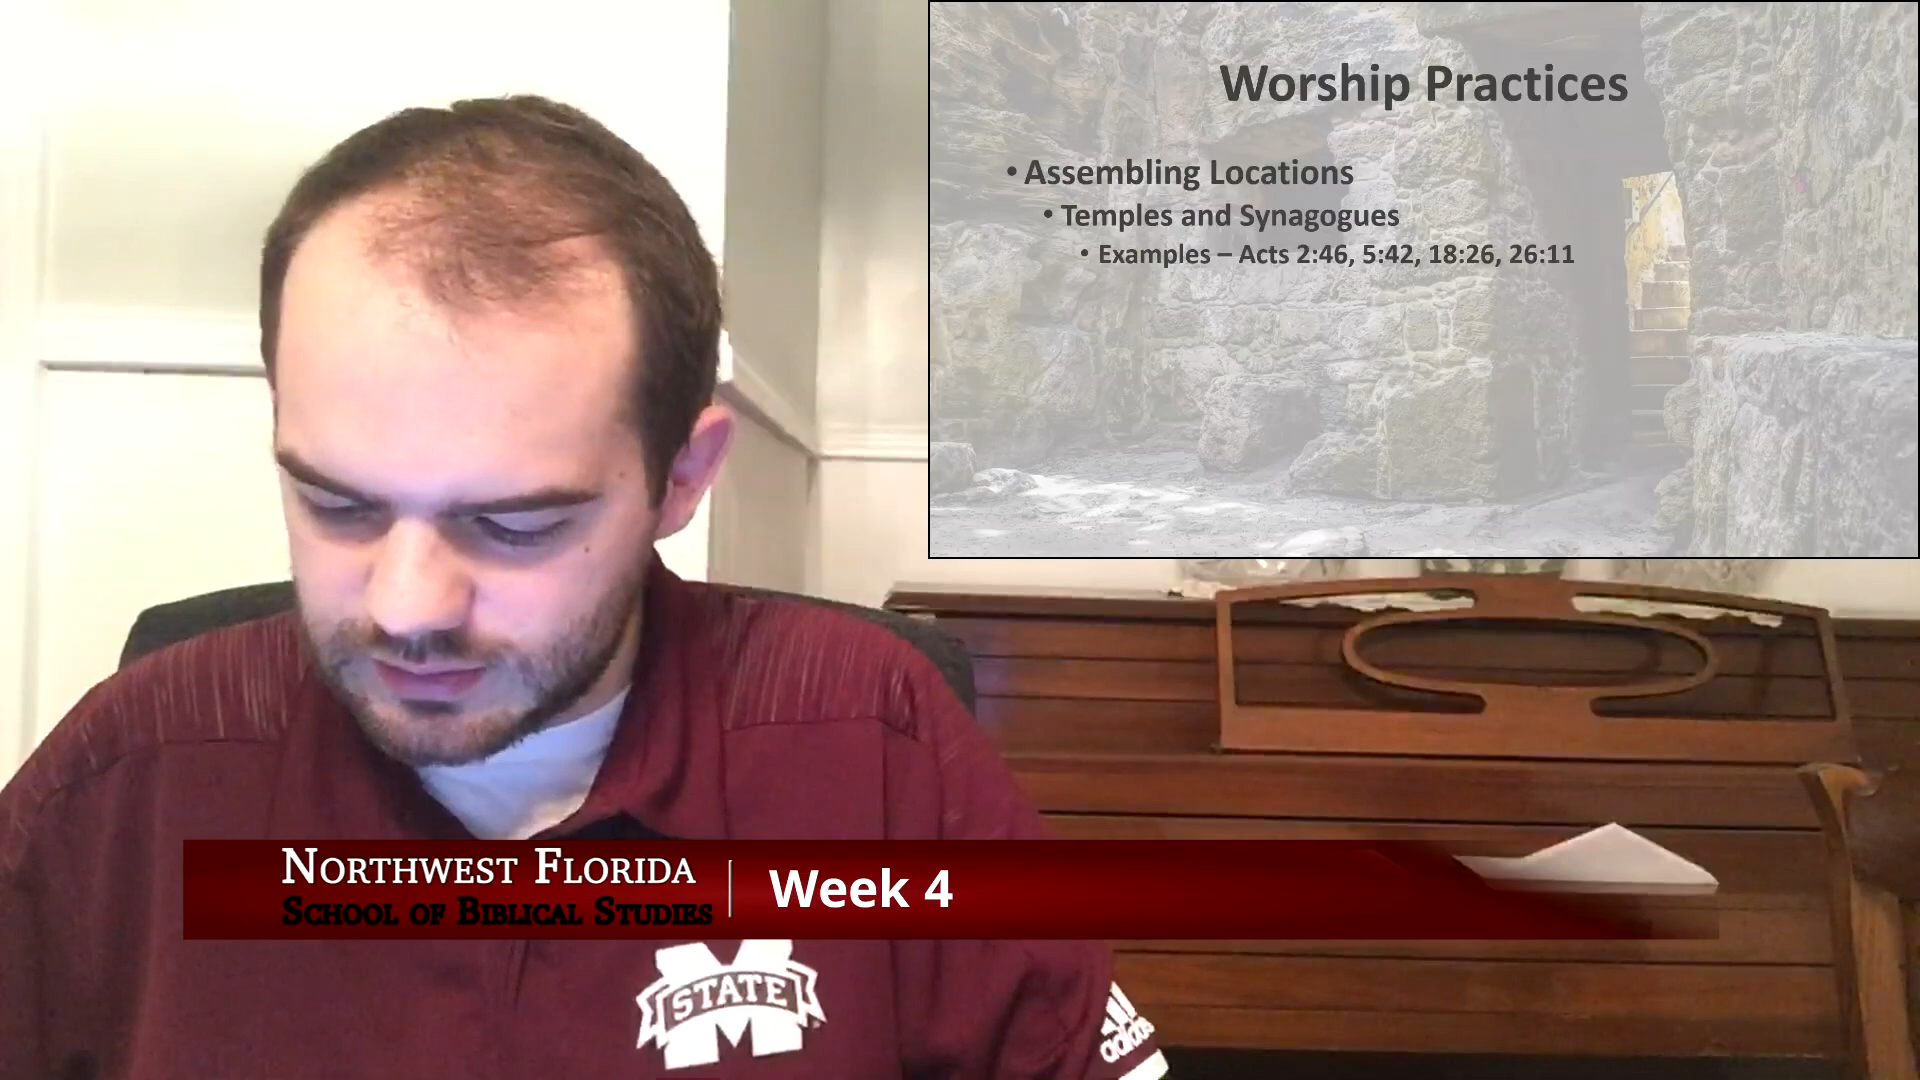 Worship Practices
• Assembling Locations
• Temples and Synagogues
• Examples – Acts 2:46, 5:42, 18:26, 26:11
NORTHWEST FLORIDA
SCHOOL OF BIBLICAL STUDIES
Week 4
M
STATE
adidas